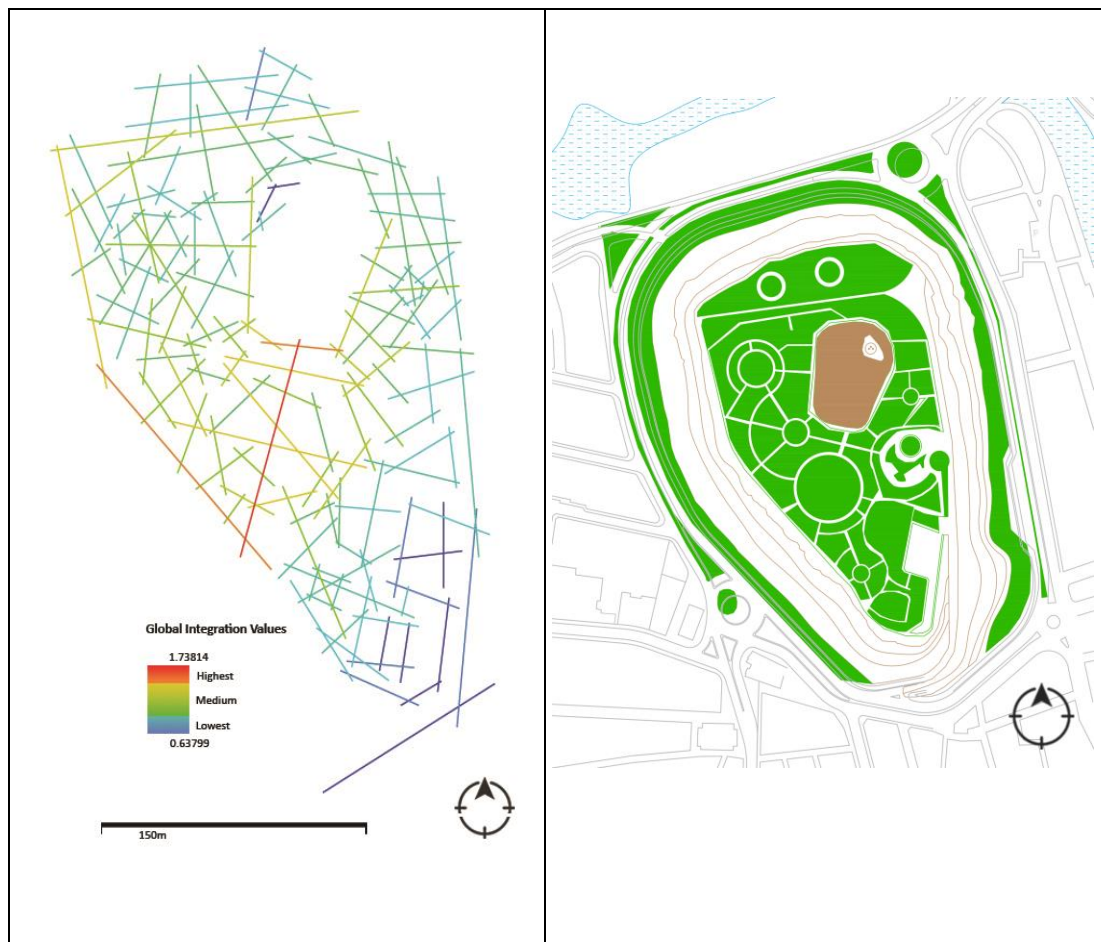 Global Integration Values
1.73814
Highest
Medium
Lowest
0.63799
150m